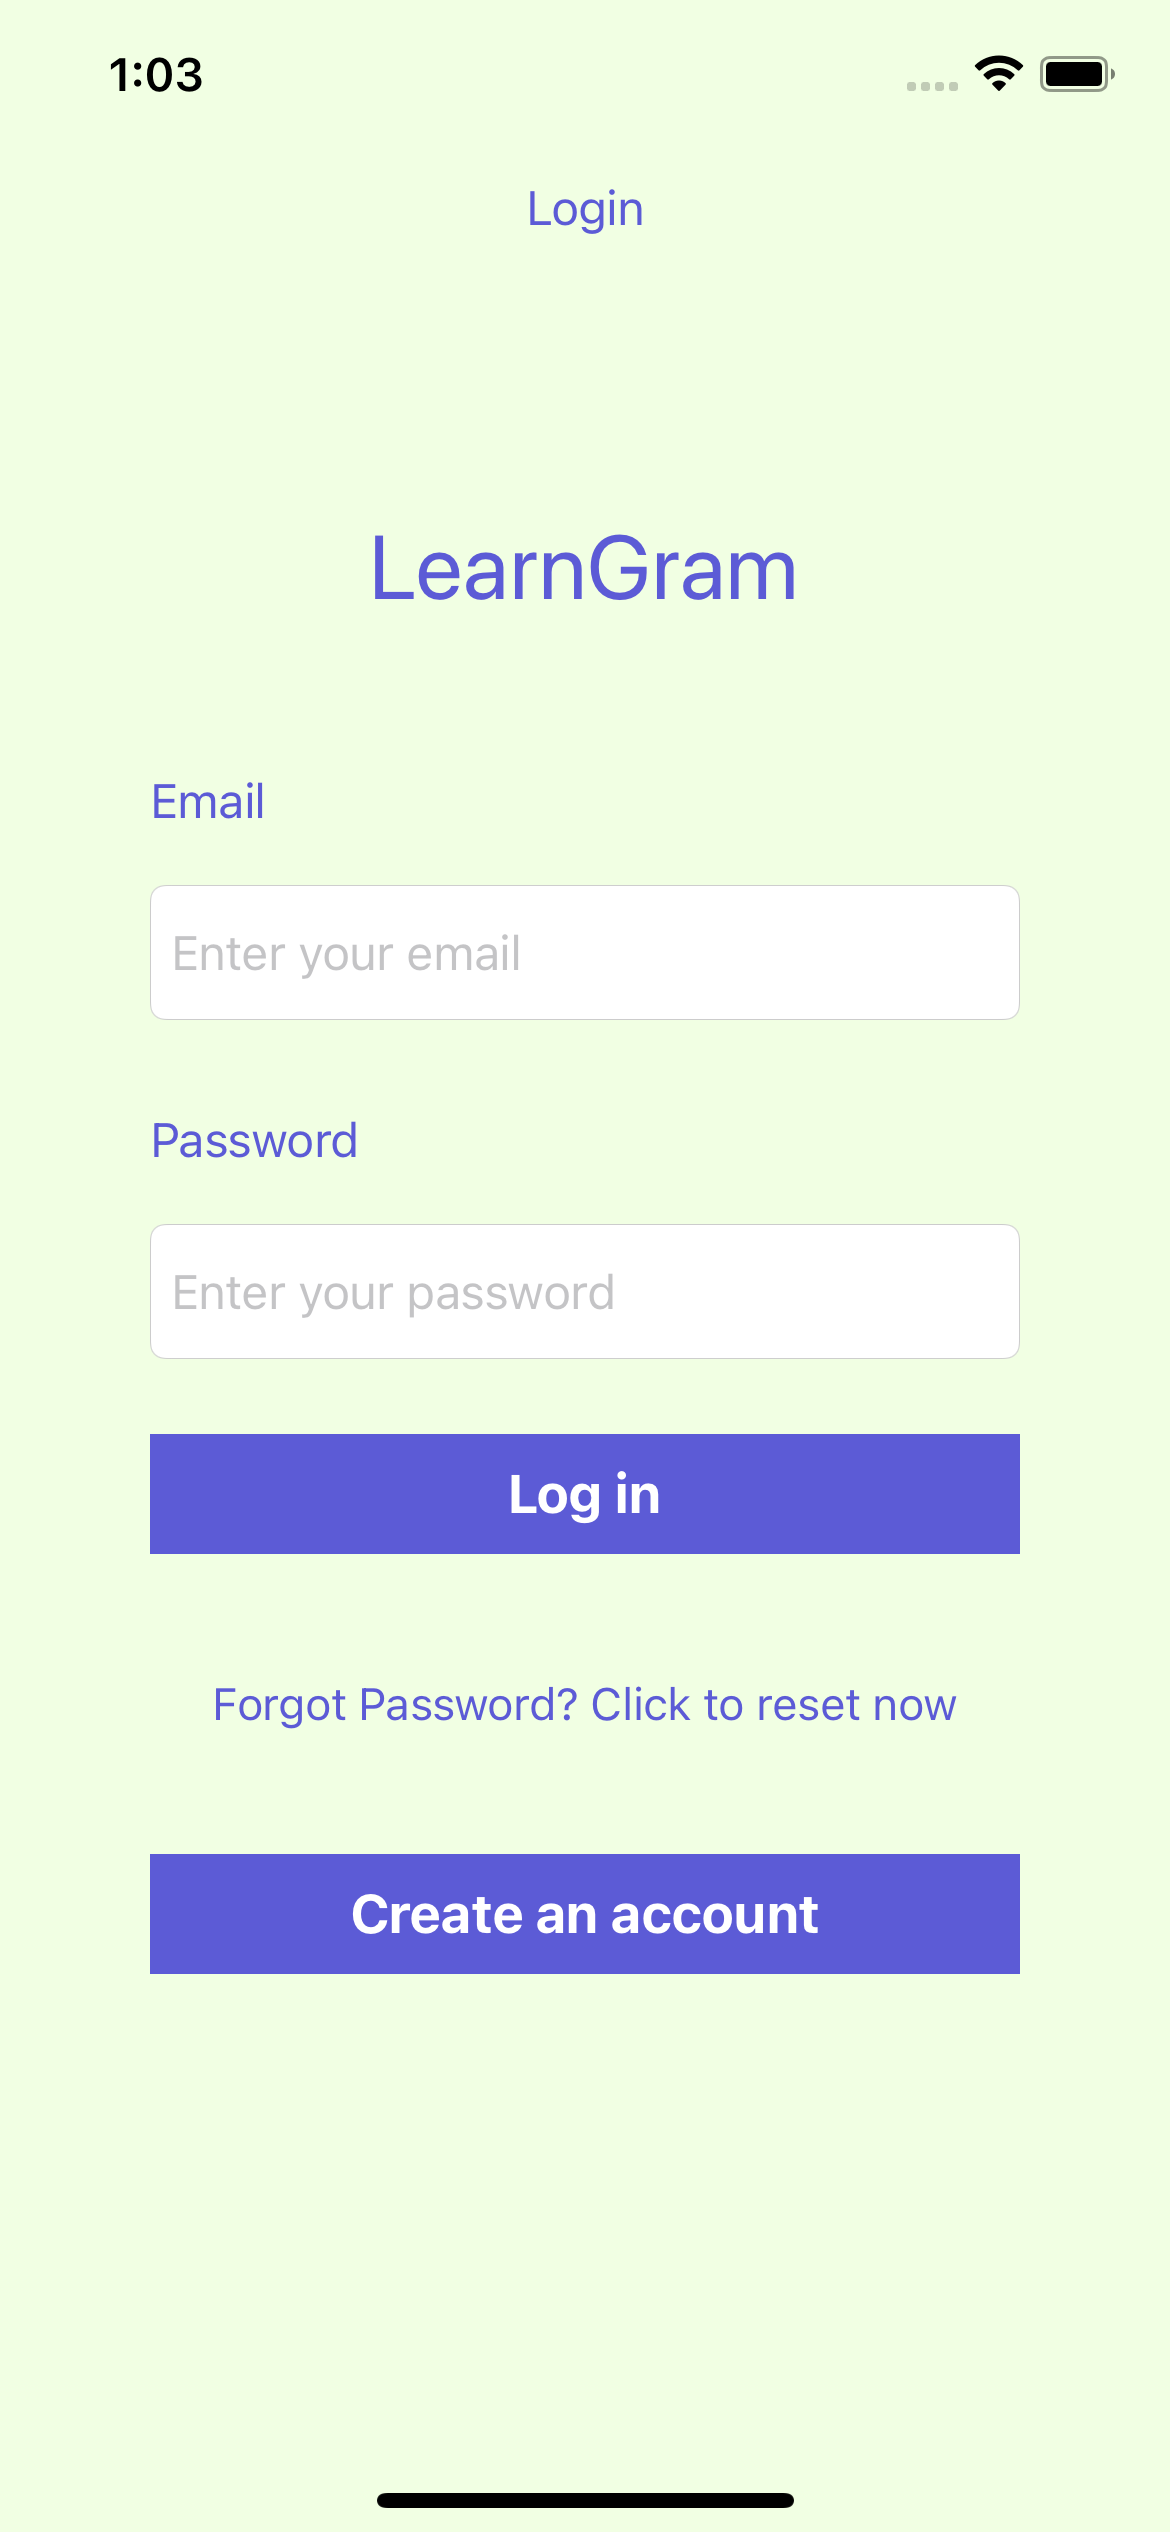 1:03
Login
LearnGram
Email
Enter your email
Password
Enter your password
Log in
Forgot Password? Click to reset now
Create an account